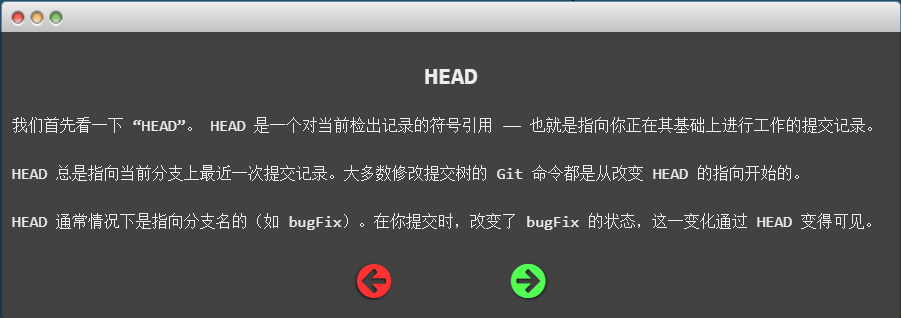 HEAD
我们首先看一下 “HEAD”。 HEAD 是一个对当前检出记录的符号引用 —— 也就是指向你正在其基础上进行工作的提交记录。
HEAD 总是指向当前分支上最近一次提交记录。大多数修改提交树的 Git 命令都是从改变 HEAD 的指向开始的。
HEAD 通常情况下是指向分支名的（如 bugFix）。在你提交时，改变了 bugFix 的状态，这一变化通过 HEAD 变得可见。